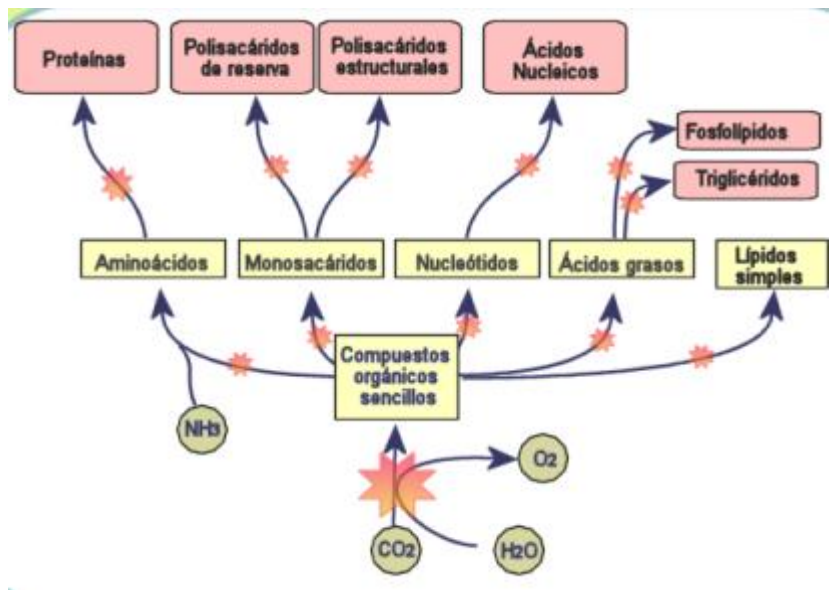 Proteínas
Polisacáridos
de reserva
Polisacáridos
estructurales
Ácidos
Nucleicos
Fosfolípidos
Triglicéridos
Aminoácidos
Monosacáridos
Nucleótidos
Ácidos grasos
Lípidos
simples
Compuestos
orgánicos
sencillos
NH3
O2
CO2
H2O